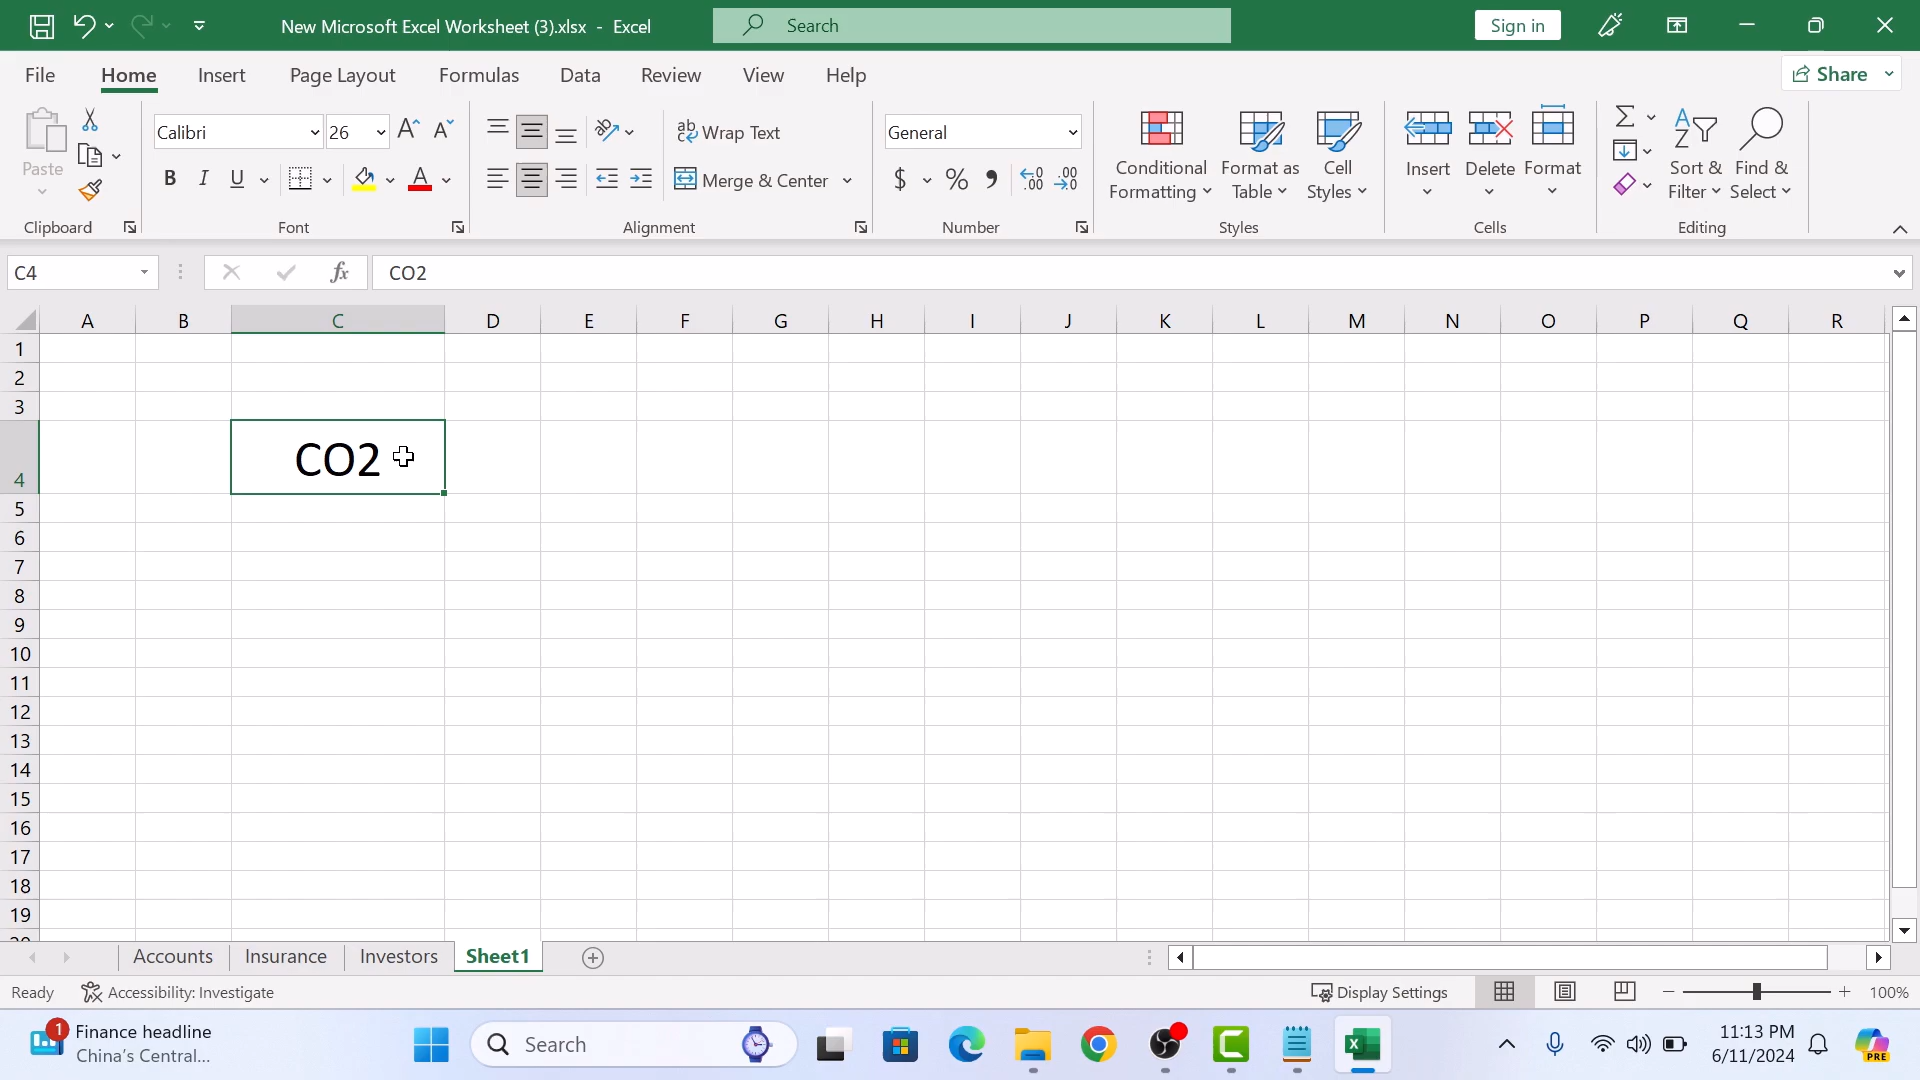 New Microsoft Excel Worksheet (3).xlsx - Excel
Search
Sign in
File Home Insert Page Layout Formulas Data Review View Help
Share
Paste
Calibri 26
Wrap Text
General
Conditional Formatting
Format as Table
Cell Styles
Insert
Delete
Format
Sort & Filter
Find & Select
B I U A
Merge & Center
$ % 9
Clipboard Font Alignment Number Styles Cells Editing
C4 fx CO2
A B C D E F G H I J K L M N O P Q R
1
2
3
4 CO2
5
6
7
8
9
10
11
12
13
14
15
16
17
18
19
Accounts Insurance Investors Sheet1
Ready Accessibility: Investigate Display Settings 100%
1 Finance headline
China's Central...
Search
11:13 PM
6/11/2024
PRE